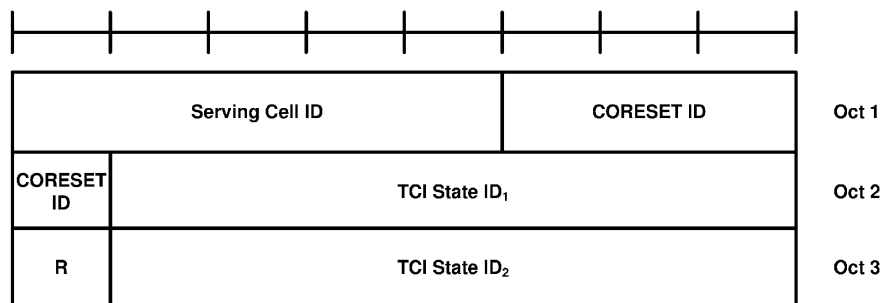 Serving Cell ID CORESET ID Oct 1
CORESET ID TCI State ID₁ Oct 2
R TCI State ID₂ Oct 3